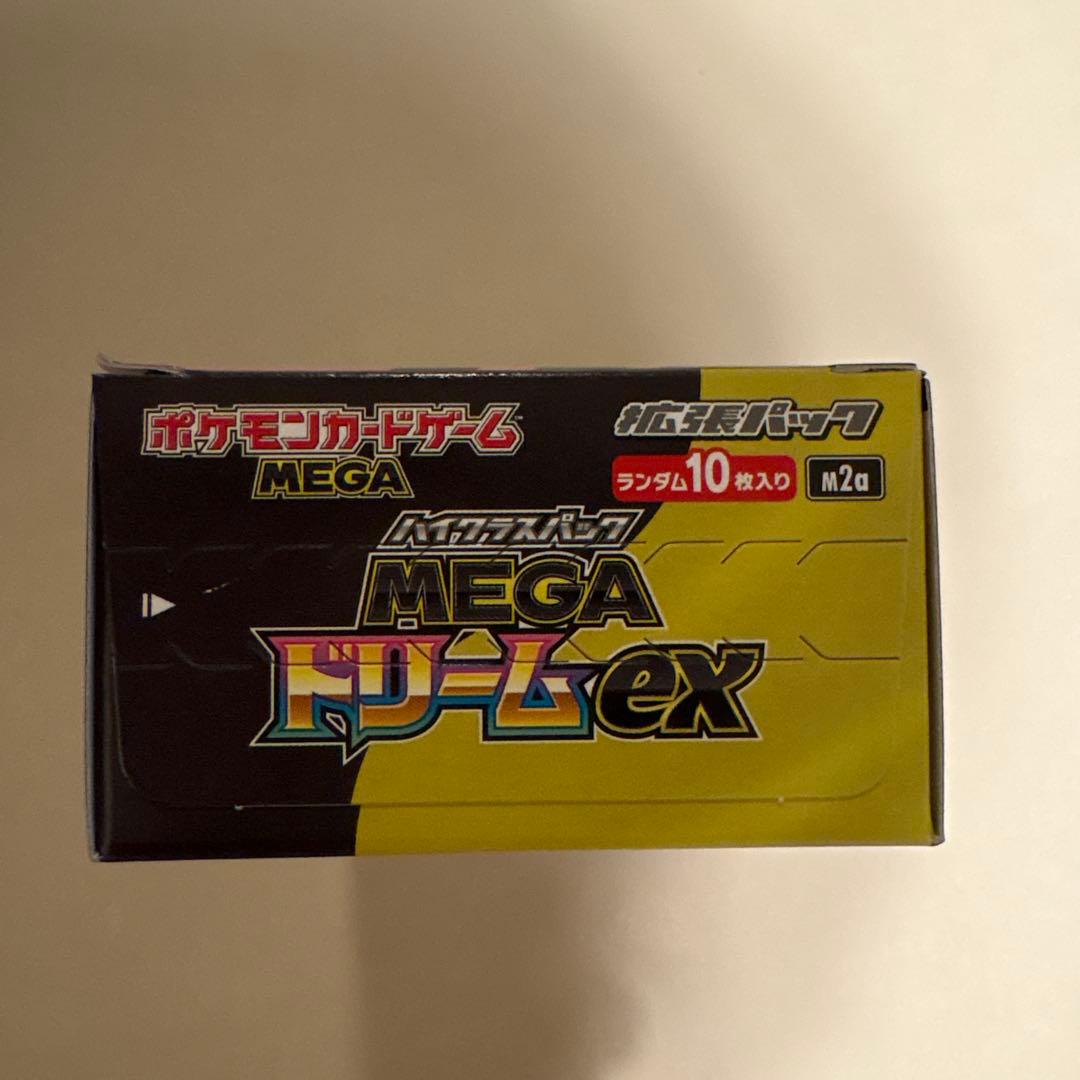 ポケモンカードゲーム
MEGA
拡張パック
ランダム10枚入り M2a
ハイクラスパック
MEGA
ドリームex